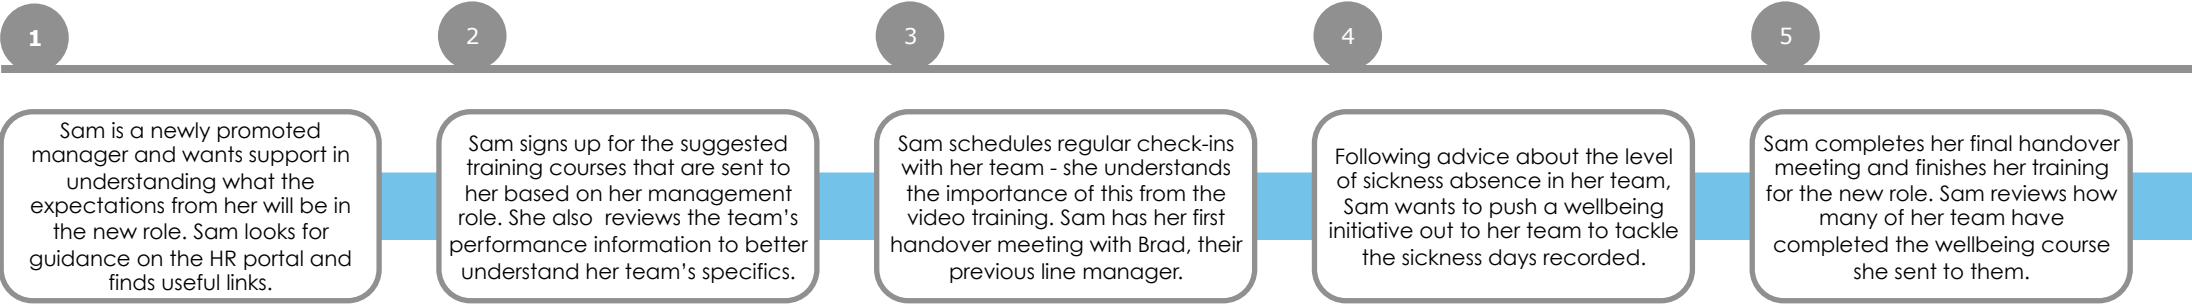 1
2
3
4
5
Sam is a newly promoted
manager and wants support in
understanding what the
expectations from her will be in
the new role. Sam looks for
guidance on the HR portal and
finds useful links.
Sam signs up for the suggested
training courses that are sent to
her based on her management
role. She also  reviews the team’s
performance information to better
understand her team’s specifics.
Sam schedules regular check-ins
with her team - she understands
the importance of this from the
video training. Sam has her first
handover meeting with Brad, their
previous line manager.
Following advice about the level
of sickness absence in her team,
Sam wants to push a wellbeing
initiative out to her team to tackle
the sickness days recorded.
Sam completes her final handover
meeting and finishes her training
for the new role. Sam reviews how
many of her team have
completed the wellbeing course
she sent to them.